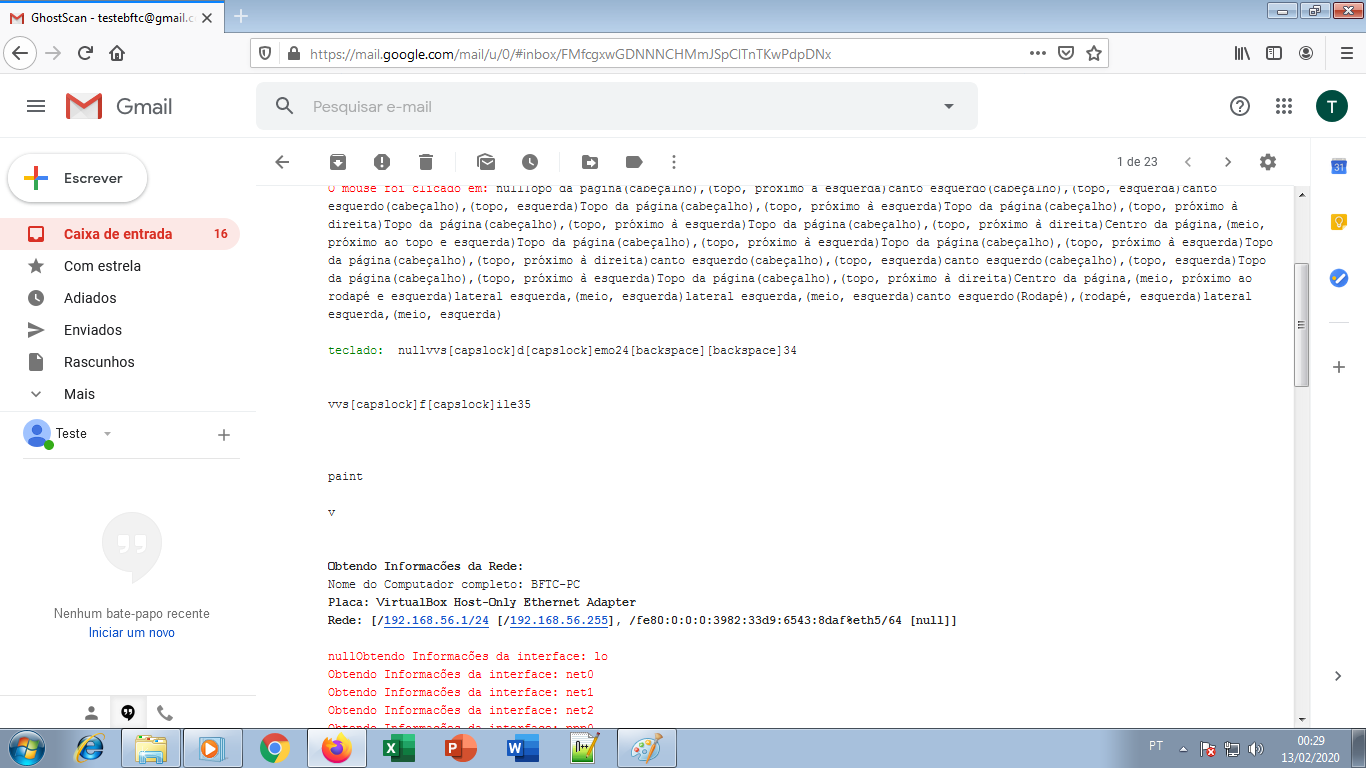 GhostScan - testebftc@gmail.c
https://mail.google.com/mail/u/0/#inbox/FMfcgxwGDNNNCHMmJSpClTnTKwPdpDNx
Gmail
Pesquisar e-mail
T
Escrever
1 de 23
31
Caixa de entrada 16
Com estrela
Adiados
Enviados
Rascunhos
Mais
Teste
Nenhum bate-papo recente
Iniciar um novo
O mouse foi clicado em: nullTopo da página(cabeçalho),(topo, próximo à esquerda)canto esquerdo(cabeçalho),(topo, esquerda)canto
esquerdo(cabeçalho),(topo, esquerda)Topo da página(cabeçalho),(topo, próximo à esquerda)Topo da página(cabeçalho),(topo, próximo à
direita)Topo da página(cabeçalho),(topo, próximo à esquerda)Topo da página(cabeçalho),(topo, próximo à direita)Centro da página,(meio,
próximo ao topo e esquerda)Topo da página(cabeçalho),(topo, próximo à esquerda)Topo da página(cabeçalho),(topo, próximo à esquerda)Topo
da página(cabeçalho),(topo, próximo à direita)canto esquerdo(cabeçalho),(topo, esquerda)canto esquerdo(cabeçalho),(topo, esquerda)Topo
da página(cabeçalho),(topo, próximo à esquerda)Topo da página(cabeçalho),(topo, próximo à direita)Centro da página,(meio, próximo ao
rodapé e esquerda)lateral esquerda,(meio, esquerda)lateral esquerda,(meio, esquerda)canto esquerdo(Rodapé),(rodapé, esquerda)lateral
esquerda,(meio, esquerda)
teclado: nullvvs[capslock]d[capslock]emo24[backspace][backspace]34
vvs[capslock]f[capslock]ile35
paint
v
Obtendo Informacões da Rede:
Nome do Computador completo: BFTC-PC
Placa: VirtualBox Host-Only Ethernet Adapter
Rede: [/192.168.56.1/24 [/192.168.56.255], /fe80:0:0:0:3982:33d9:6543:8daf%eth5/64 [null]]
nullObtendo Informacões da interface: lo
Obtendo Informacões da interface: net0
Obtendo Informacões da interface: net1
Obtendo Informacões da interface: net2
Obtendo Informacões da interface: ppp0
PT
00:29
13/02/2020